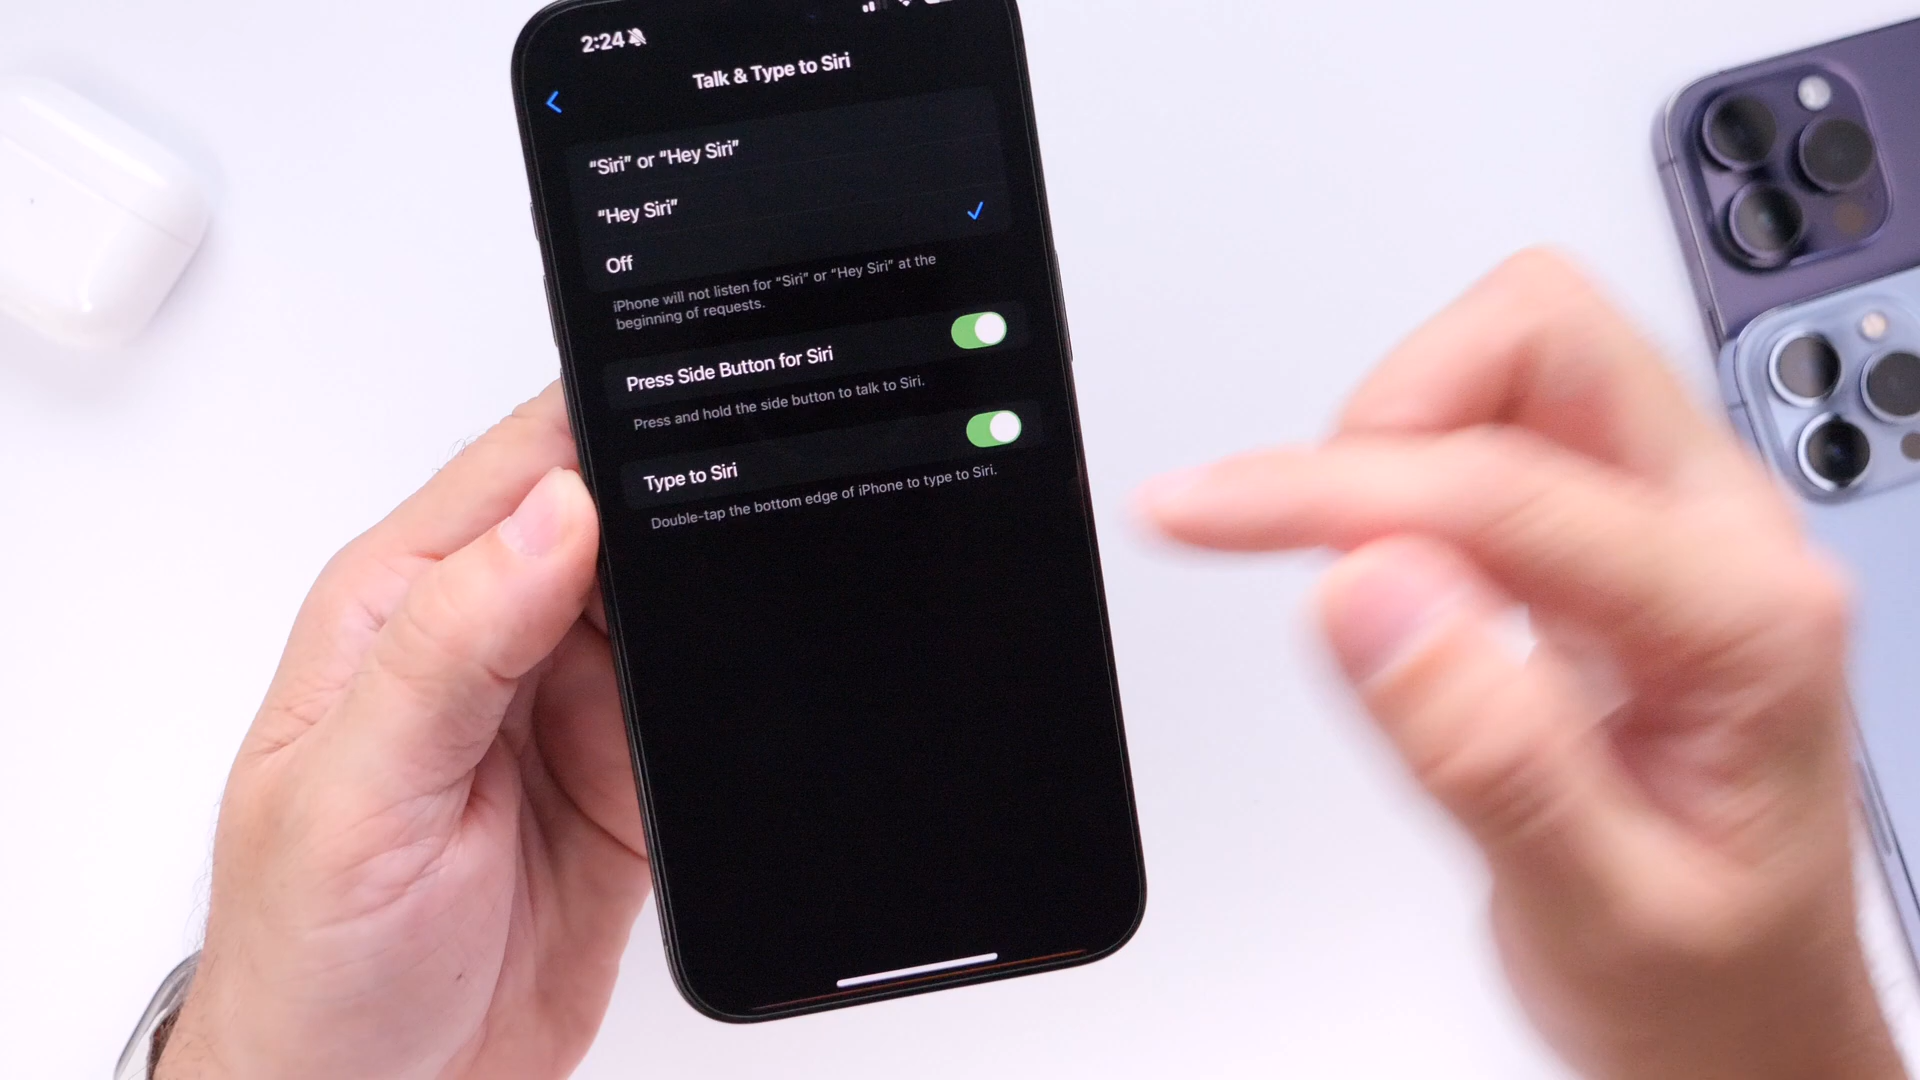 2:24
Talk & Type to Siri
“Siri” or “Hey Siri”
“Hey Siri”
Off
iPhone will not listen for “Siri” or “Hey Siri” at the
beginning of requests.
Press Side Button for Siri
Press and hold the side button to talk to Siri.
Type to Siri
Double-tap the bottom edge of iPhone to type to Siri.